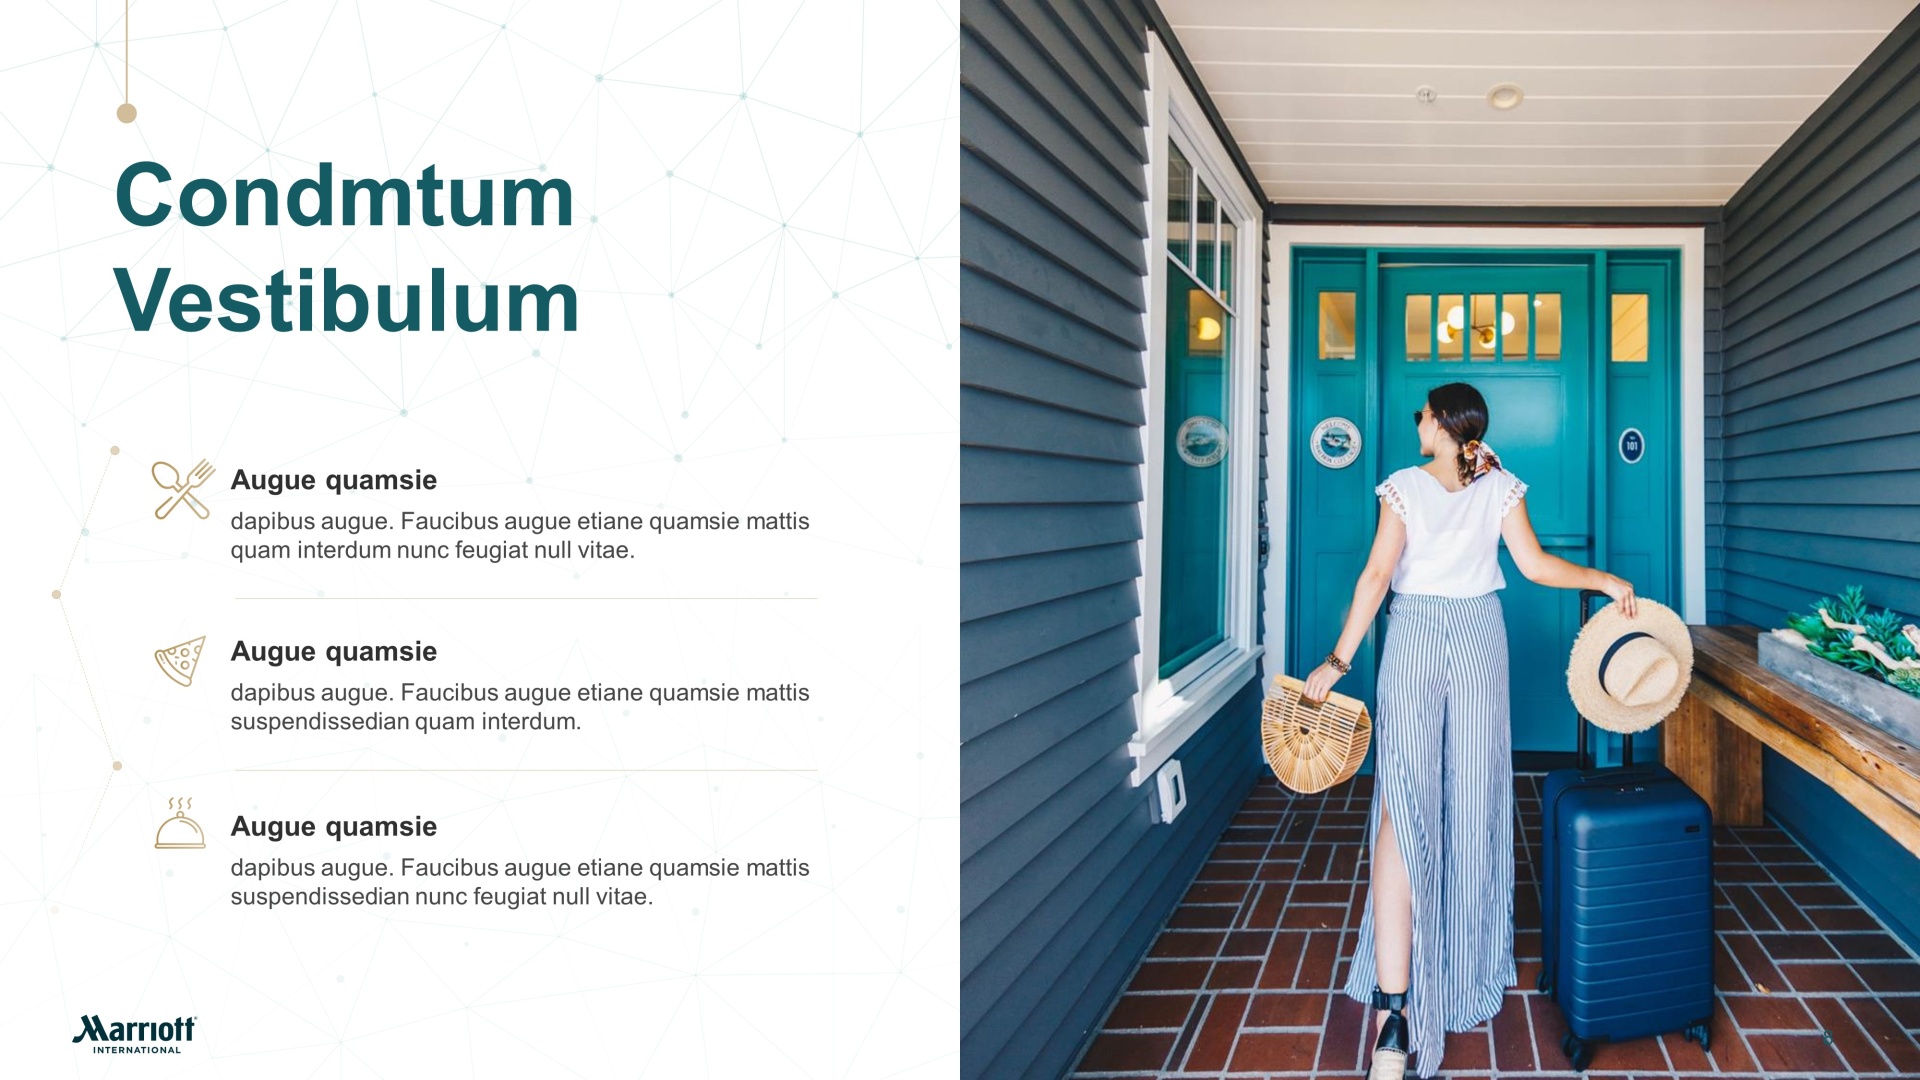 Condmtum
Vestibulum
Augue quamsie
dapibus augue. Faucibus augue etiane quamsie mattis
quam interdum nunc feugiat null vitae.
Augue quamsie
dapibus augue. Faucibus augue etiane quamsie mattis
suspendissedian quam interdum.
Augue quamsie
dapibus augue. Faucibus augue etiane quamsie mattis
suspendissedian nunc feugiat null vitae.
Marriott
INTERNATIONAL
WELCOME
101